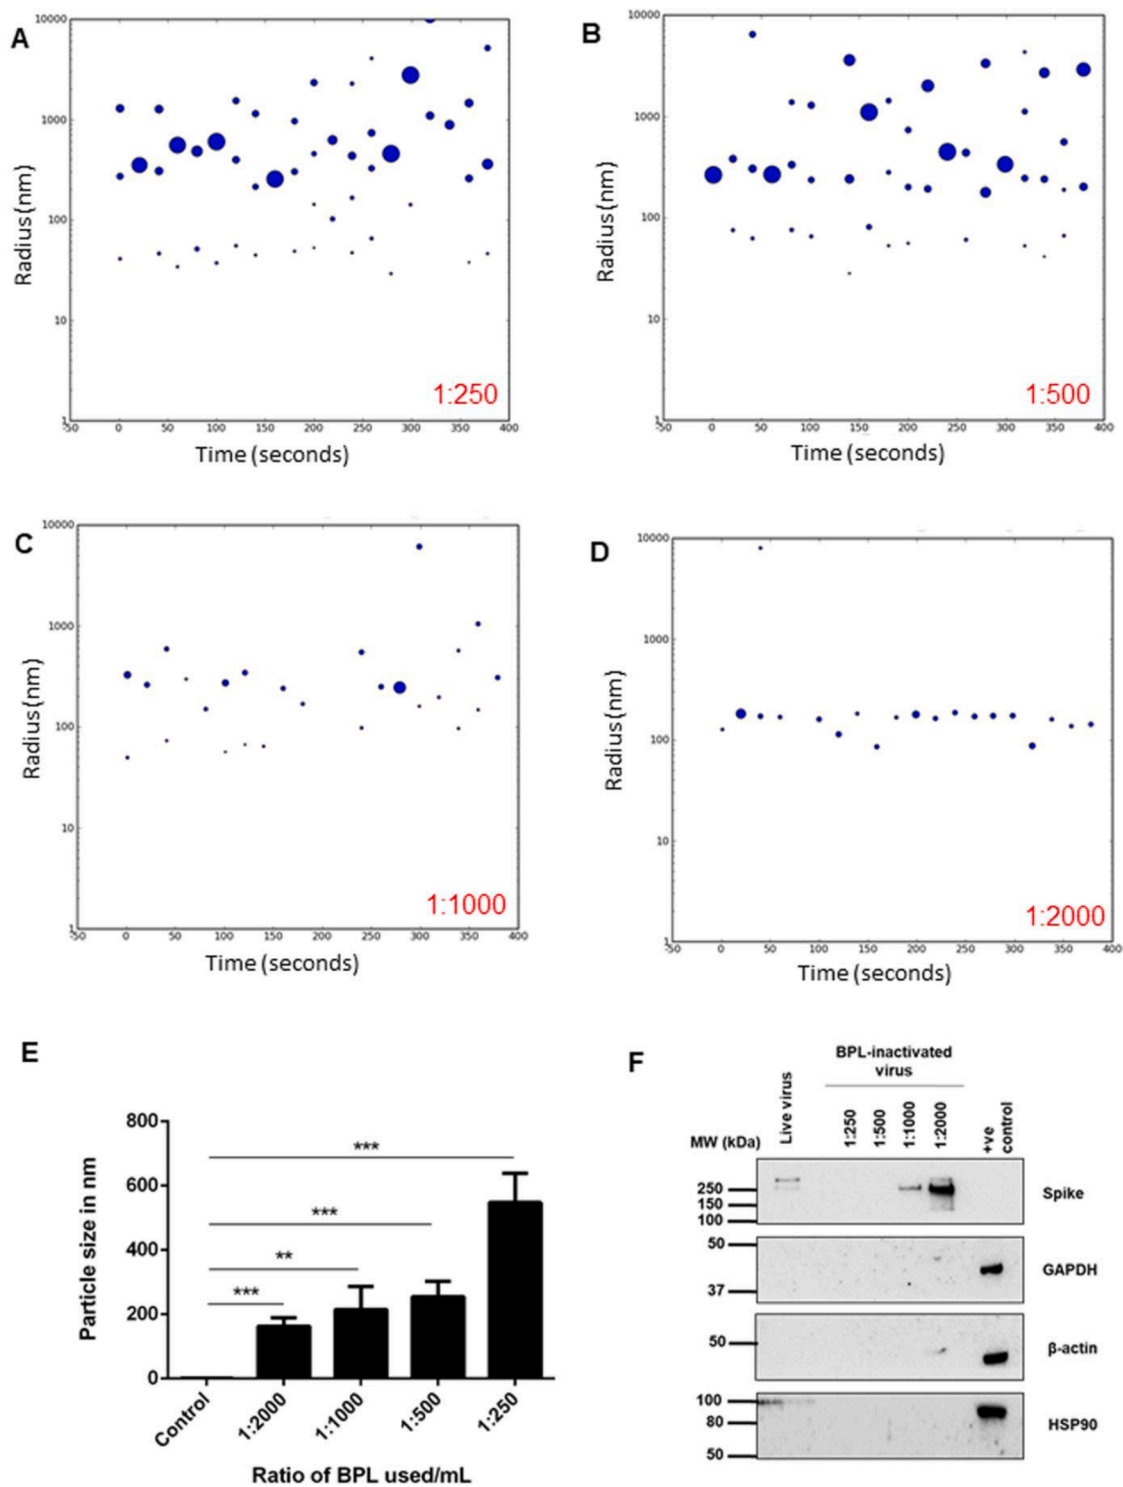 A
10000
1000
100
10
1
Radius (nm)
1:250
-50 0 50 100 150 200 250 300 350 400
Time (seconds)
B
10000
1000
100
10
1
Radius (nm)
1:500
-50 0 50 100 150 200 250 300 350 400
Time (seconds)
C
10000
1000
100
10
1
Radius (nm)
1:1000
-50 0 50 100 150 200 250 300 350 400
Time (seconds)
D
10000
1000
100
10
1
Radius (nm)
1:2000
-50 0 50 100 150 200 250 300 350 400
Time (seconds)
E
800
600
400
200
0
Particle size in nm
***
***
**
***
Control
1:2000
1:1000
1:500
1:250
Ratio of BPL used/mL
F
BPL-inactivated
virus
MW (kDa)
Live virus
1:250
1:500
1:1000
1:2000
+ve
control
250
150
100
Spike
50
37
GAPDH
50
β-actin
100
80
50
HSP90